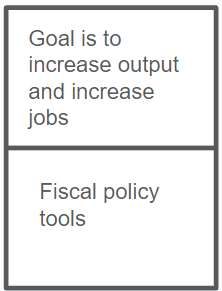 Goal is to
increase output
and increase
jobs
Fiscal policy
tools